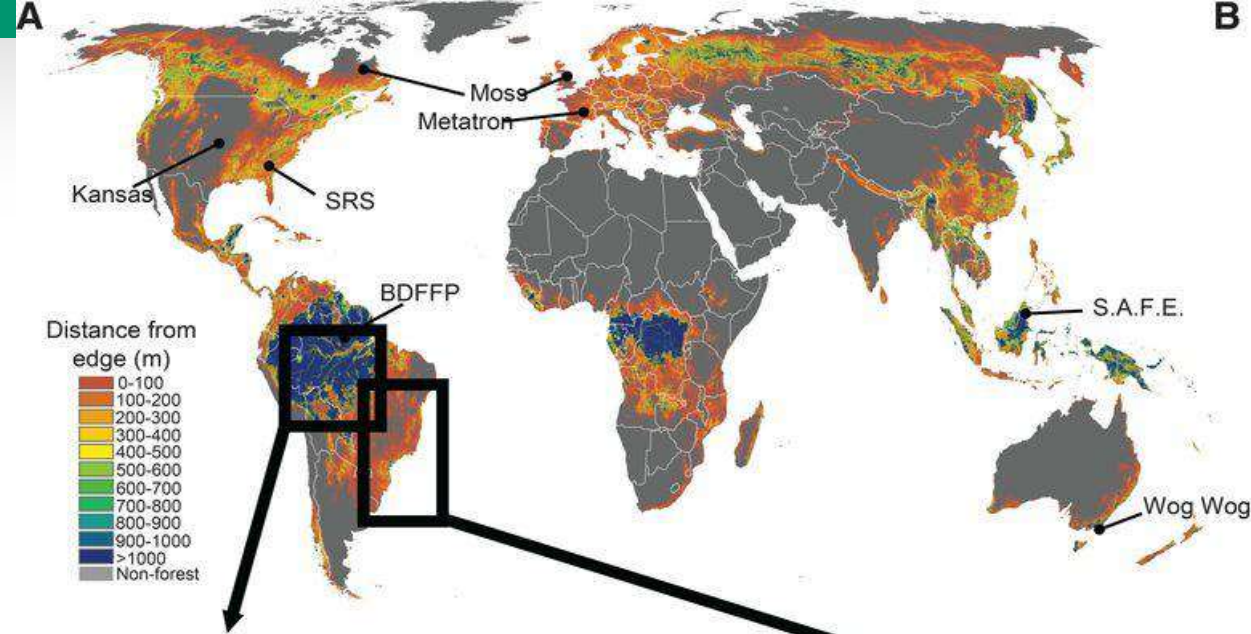 A
B
Moss
Metatron
Kansas
SRS
BDFFP
S.A.F.E.
Distance from
edge (m)
0-100
100-200
200-300
300-400
400-500
500-600
600-700
700-800
800-900
900-1000
>1000
Non-forest
Wog Wog